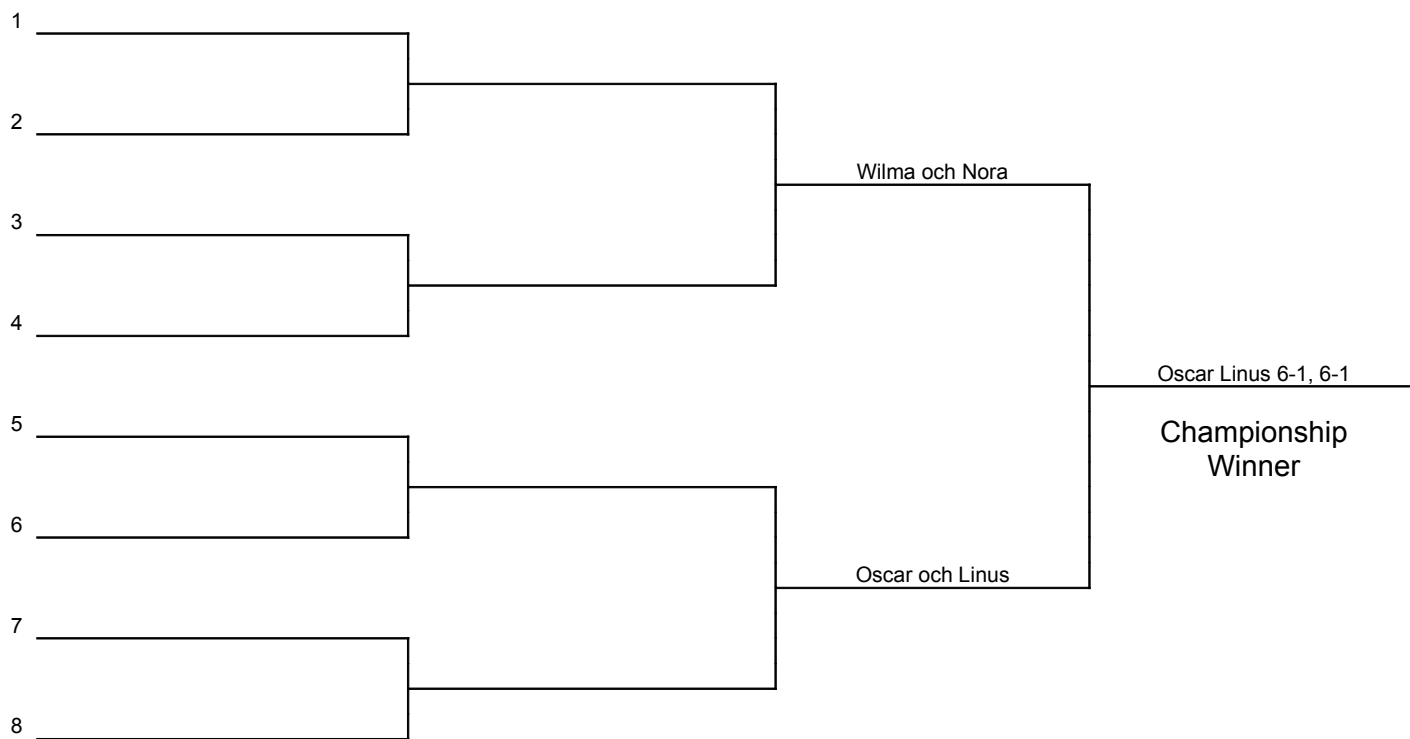 1
2
Wilma och Nora
3
4
Oscar Linus 6-1, 6-1
Championship
Winner
5
6
Oscar och Linus
7
8